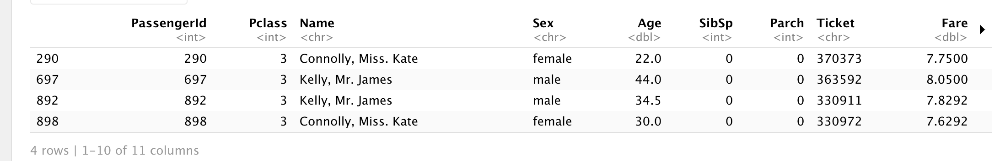 PassengerId Pclass Name Sex Age SibSp Parch Ticket Fare
<int> <int> <chr> <chr> <dbl> <int> <int> <chr> <dbl>
290 290 3 Connolly, Miss. Kate female 22.0 0 0 370373 7.7500
697 697 3 Kelly, Mr. James male 44.0 0 0 363592 8.0500
892 892 3 Kelly, Mr. James male 34.5 0 0 330911 7.8292
898 898 3 Connolly, Miss. Kate female 30.0 0 0 330972 7.6292
4 rows | 1-10 of 11 columns